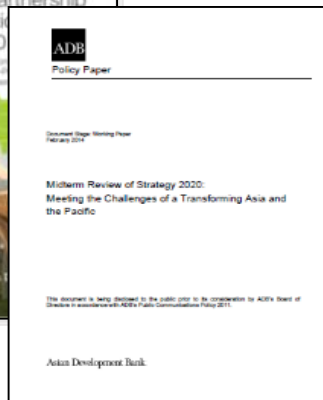 artnership
ADB
Policy Paper
Document Stage: Working Paper
February 2014
Midterm Review of Strategy 2020:
Meeting the Challenges of a Transforming Asia and
the Pacific
This document is being disclosed to the public prior to its consideration by ADB's Board of
Directors in accordance with ADB's Public Communications Policy 2011.
Asian Development Bank